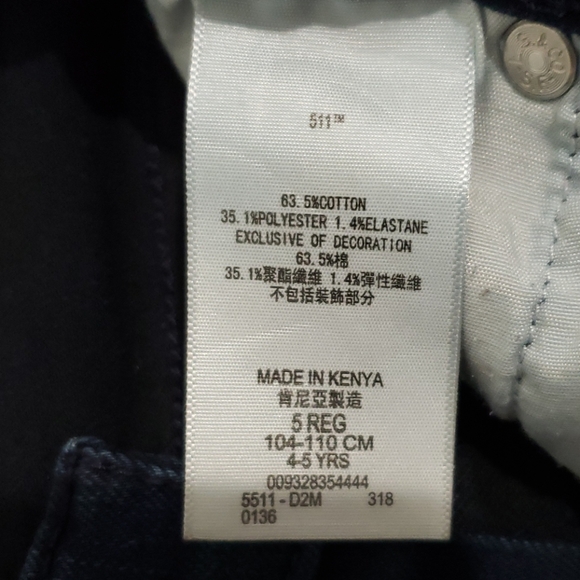 511™
63.5%COTTON
35.1%POLYESTER 1.4%ELASTANE
EXCLUSIVE OF DECORATION
63.5%棉
35.1%聚酯纖維 1.4%彈性纖維
不包括裝飾部分
MADE IN KENYA
肯尼亞製造
5 REG
104-110 CM
4-5 YRS
009328354444
5511 - D2M 318
0136